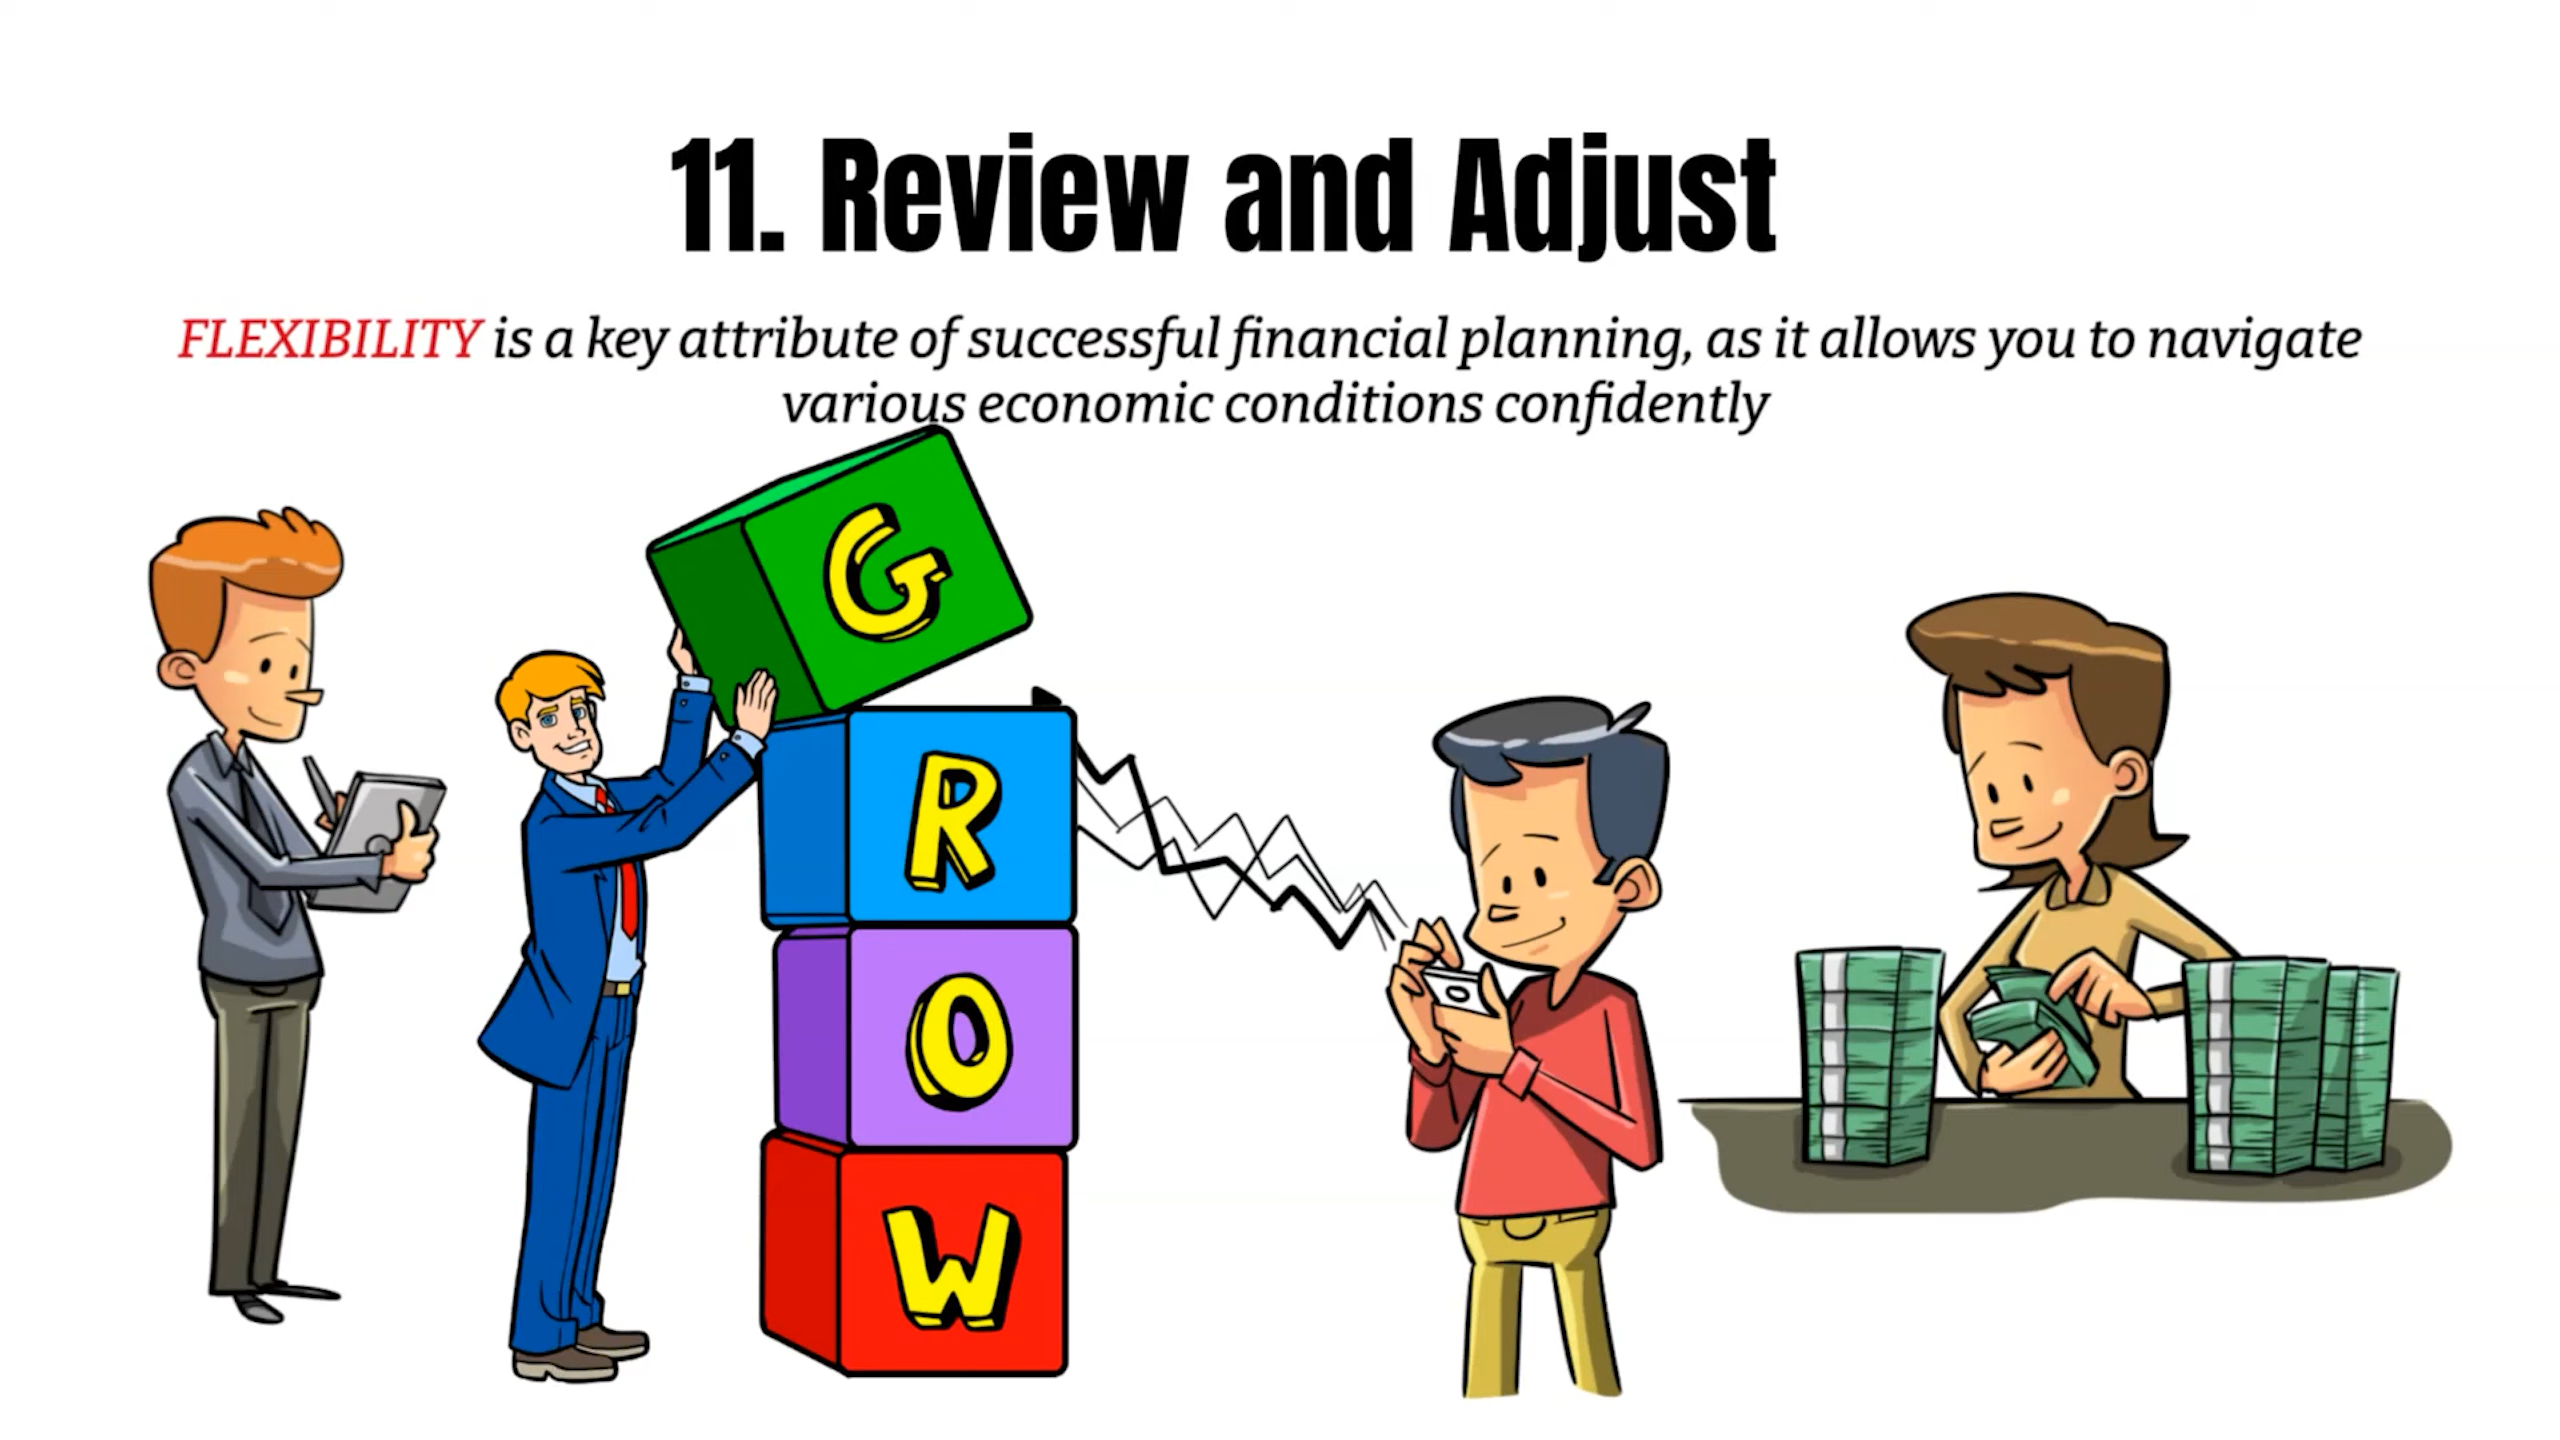 11. Review and Adjust
FLEXIBILITY is a key attribute of successful financial planning, as it allows you to navigate
various economic conditions confidently
G
R
O
W